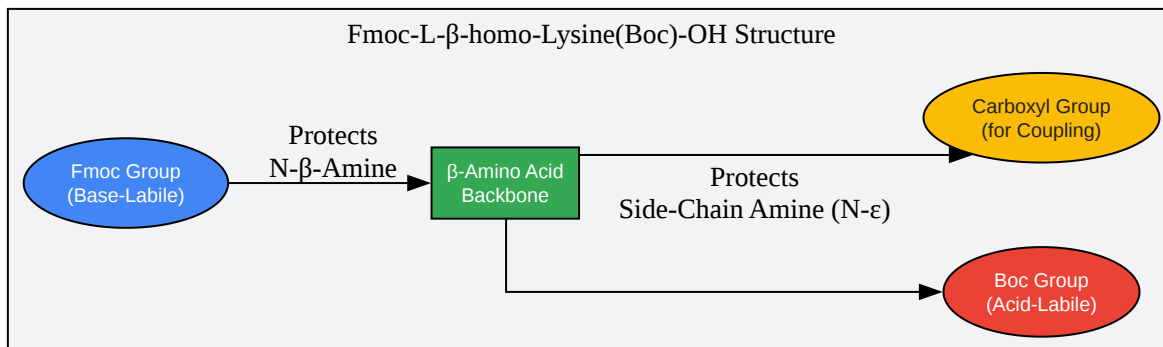 Fmoc-L-β-homo-Lysine(Boc)-OH Structure
Fmoc Group
(Base-Labile)
Protects
N-β-Amine
β-Amino Acid
Backbone
Carboxyl Group
(for Coupling)
Protects
Side-Chain Amine (N-ε)
Boc Group
(Acid-Labile)